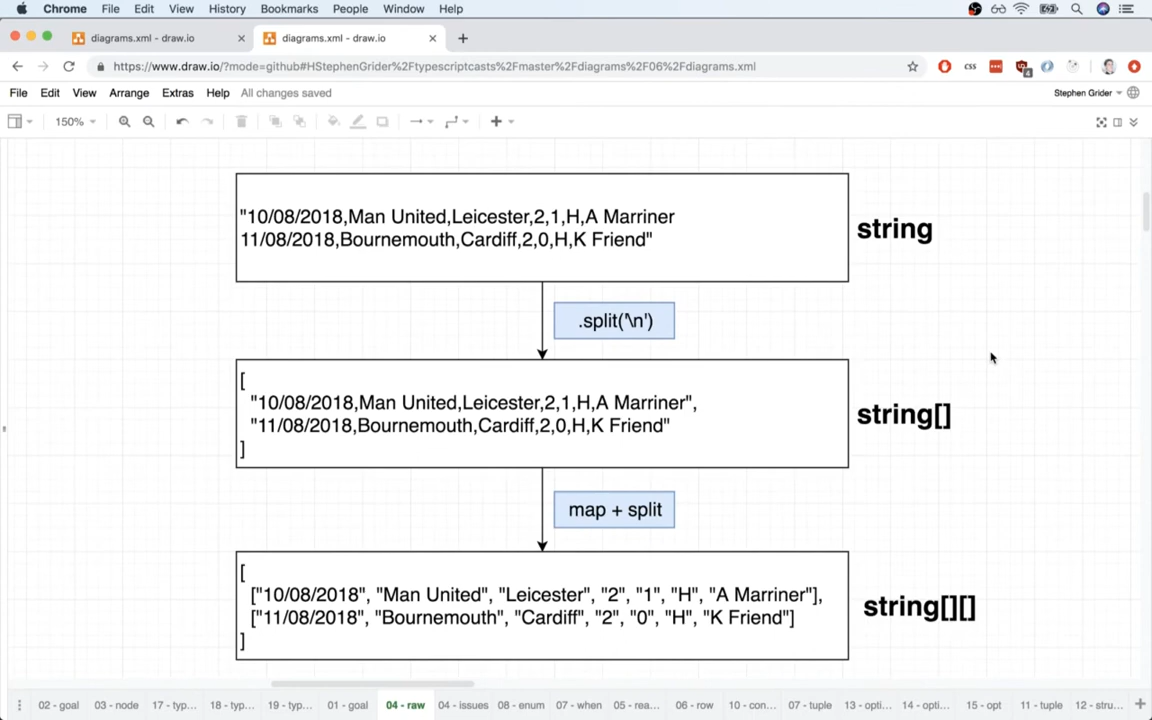 Chrome File Edit View History Bookmarks People Window Help
diagrams.xml - draw.io
diagrams.xml - draw.io
https://www.draw.io/?mode=github#HStephenGrider%2Ftypescriptcasts%2Fmaster%2Fdiagrams%2F06%2Fdiagrams.xml
CSS
4
File Edit View Arrange Extras Help All changes saved
Stephen Grider
150%
"10/08/2018,Man United,Leicester,2,1,H,A Marriner
11/08/2018,Bournemouth,Cardiff,2,0,H,K Friend"
string
.split('\n')
[
"10/08/2018,Man United,Leicester,2,1,H,A Marriner",
"11/08/2018,Bournemouth,Cardiff,2,0,H,K Friend"
]
string[]
map + split
[
["10/08/2018", "Man United", "Leicester", "2", "1", "H", "A Marriner"],
["11/08/2018", "Bournemouth", "Cardiff", "2", "0", "H", "K Friend"]
]
string[][]
02 - goal 03 - node 17 - typ... 18 - typ... 19 - typ... 01 - goal 04 - raw 04 - issues 08 - enum 07 - when 05 - rea... 06 - row 10 - con... 07 - tuple 13 - opti... 14 - opti... 15 - opt 11 - tuple 12 - stru...